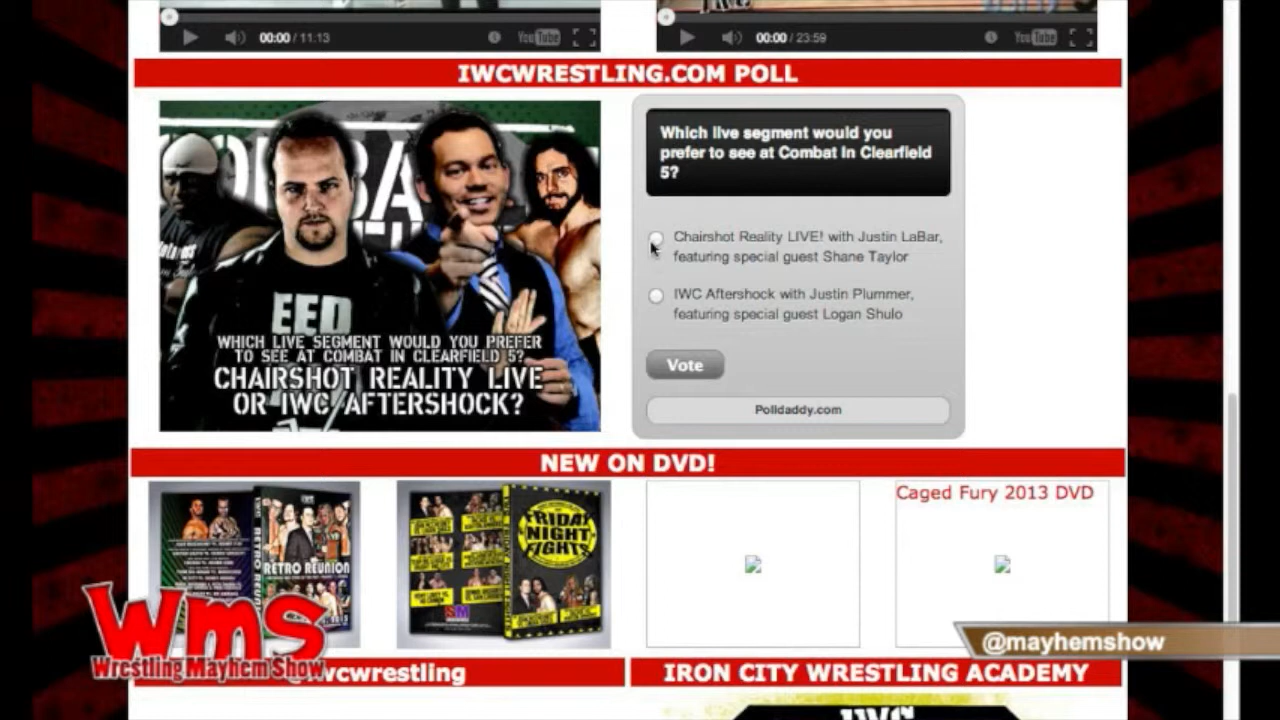 00:00 / 11.13
YouTube
00:00 / 23:59
YouTube
IWCWRESTLING.COM POLL
EED
WHICH LIVE SEGMENT WOULD YOU PREFER
TO SEE AT COMBAT IN CLEARFIELD 5?
CHAIRSHOT REALITY LIVE
OR IWC AFTERSHOCK?
Which live segment would you
prefer to see at Combat In Clearfield
5?
Chairshot Reality LIVE! with Justin LaBar,
featuring special guest Shane Taylor
IWC Aftershock with Justin Plummer,
featuring special guest Logan Shulo
Vote
Polldaddy.com
NEW ON DVD!
RETRO REUNION
FRIDAY
NIGHT
FIGHTS
Caged Fury 2013 DVD
wms
Wrestling Mayhem Show
@mayhemshow
wcwrestling
IRON CITY WRESTLING ACADEMY
IWC